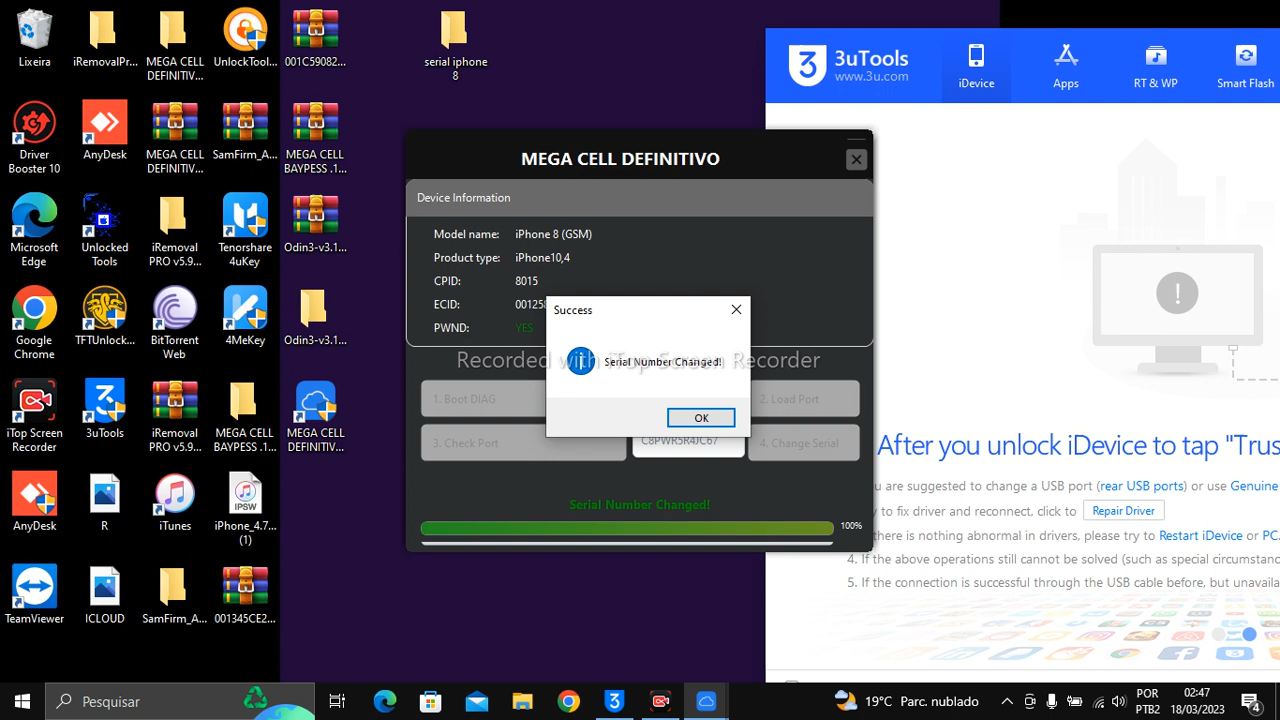 Lixeira
iRemovalPr...
MEGA CELL
DEFINITIV...
UnlockTool...
001C59082...
serial iphone
8
Driver
Booster 10
AnyDesk
MEGA CELL
DEFINITIV...
SamFirm_A...
MEGA CELL
BAYPESS .1...
Microsoft
Edge
Unlocked
Tools
iRemoval
PRO v5.9...
Tenorshare
4uKey
Odin3-v3.1...
Google
Chrome
TFTUnlock...
BitTorrent
Web
4MeKey
Odin3-v3.1...
iTop Screen
Recorder
3uTools
iRemoval
PRO v5.9...
MEGA CELL
BAYPESS .1...
MEGA CELL
DEFINITIV...
AnyDesk
R
iTunes
IPSW
iPhone_4.7...
(1)
TeamViewer
ICLOUD
SamFirm_A...
001345CE2...
MEGA CELL DEFINITIVO
Device Information
Model name: iPhone 8 (GSM)
Product type: iPhone10,4
CPID: 8015
ECID: 00125
PWND: YES
Success
Serial Number Changed!
OK
Recorded with iTop Screen Recorder
1. Boot DIAG
2. Load Port
3. Check Port
C8PWR5R4JC67
4. Change Serial
Serial Number Changed!
100%
3 3uTools
www.3u.com
iDevice
Apps
RT & WP
Smart Flash
!
After you unlock iDevice to tap "Trus
u are suggested to change a USB port (rear USB ports) or use Genuine
y to fix driver and reconnect, click to Repair Driver
here is nothing abnormal in drivers, please try to Restart iDevice or PC.
4. If the above operations still cannot be solved (such as special circumstanc
5. If the connection is successful through the USB cable before, but unavaila
Pesquisar
19°C Parc. nublado
POR
PTB2
02:47
18/03/2023
4